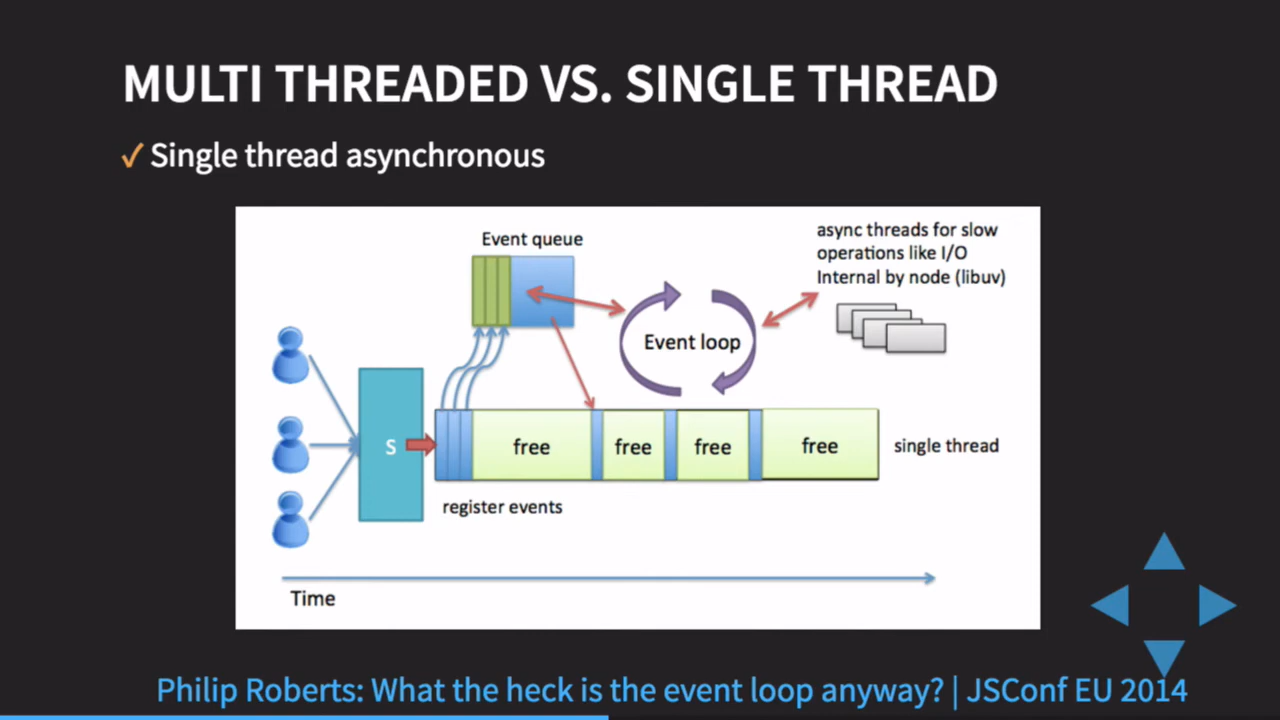 MULTI THREADED VS. SINGLE THREAD
✓ Single thread asynchronous
Event queue
async threads for slow
operations like I/O
Internal by node (libuv)
Event loop
S
free
free
free
free
single thread
register events
Time
Philip Roberts: What the heck is the event loop anyway? | JSConf EU 2014